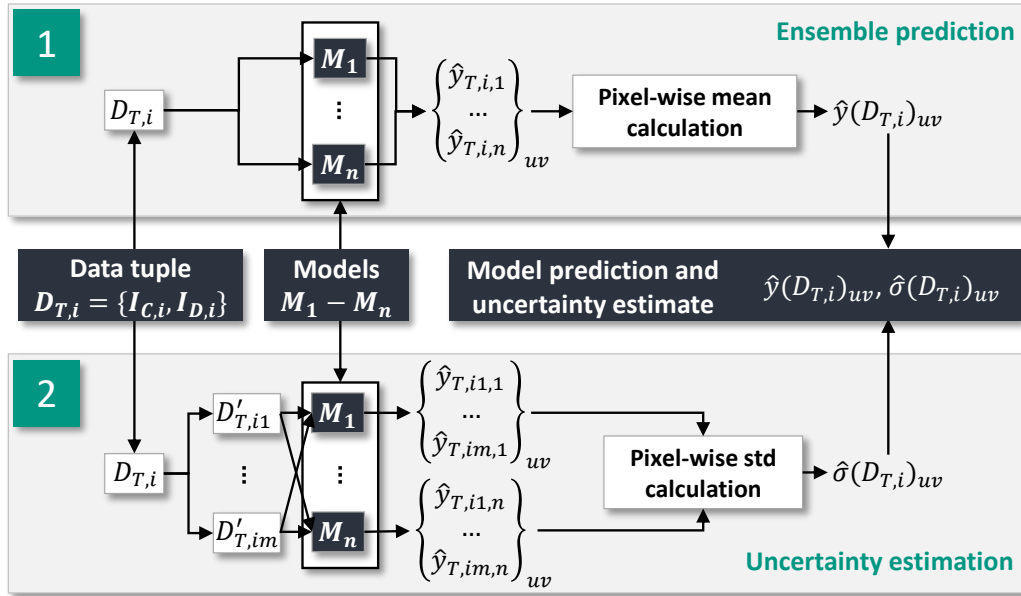 1
Ensemble prediction
D_{T,i}
M_1
⋮
M_n
{ŷ_{T,i,1}
...
ŷ_{T,i,n}}_{uv}
Pixel-wise mean
calculation
ŷ(D_{T,i})_{uv}
Data tuple
D_{T,i} = {I_{C,i}, I_{D,i}}
Models
M_1 − M_n
Model prediction and
uncertainty estimate
ŷ(D_{T,i})_{uv}, σ̂(D_{T,i})_{uv}
2
D_{T,i}
D′_{T,i1}
⋮
D′_{T,im}
M_1
⋮
M_n
{ŷ_{T,i1,1}
...
ŷ_{T,im,1}}_{uv}
{ŷ_{T,i1,n}
...
ŷ_{T,im,n}}_{uv}
Pixel-wise std
calculation
σ̂(D_{T,i})_{uv}
Uncertainty estimation